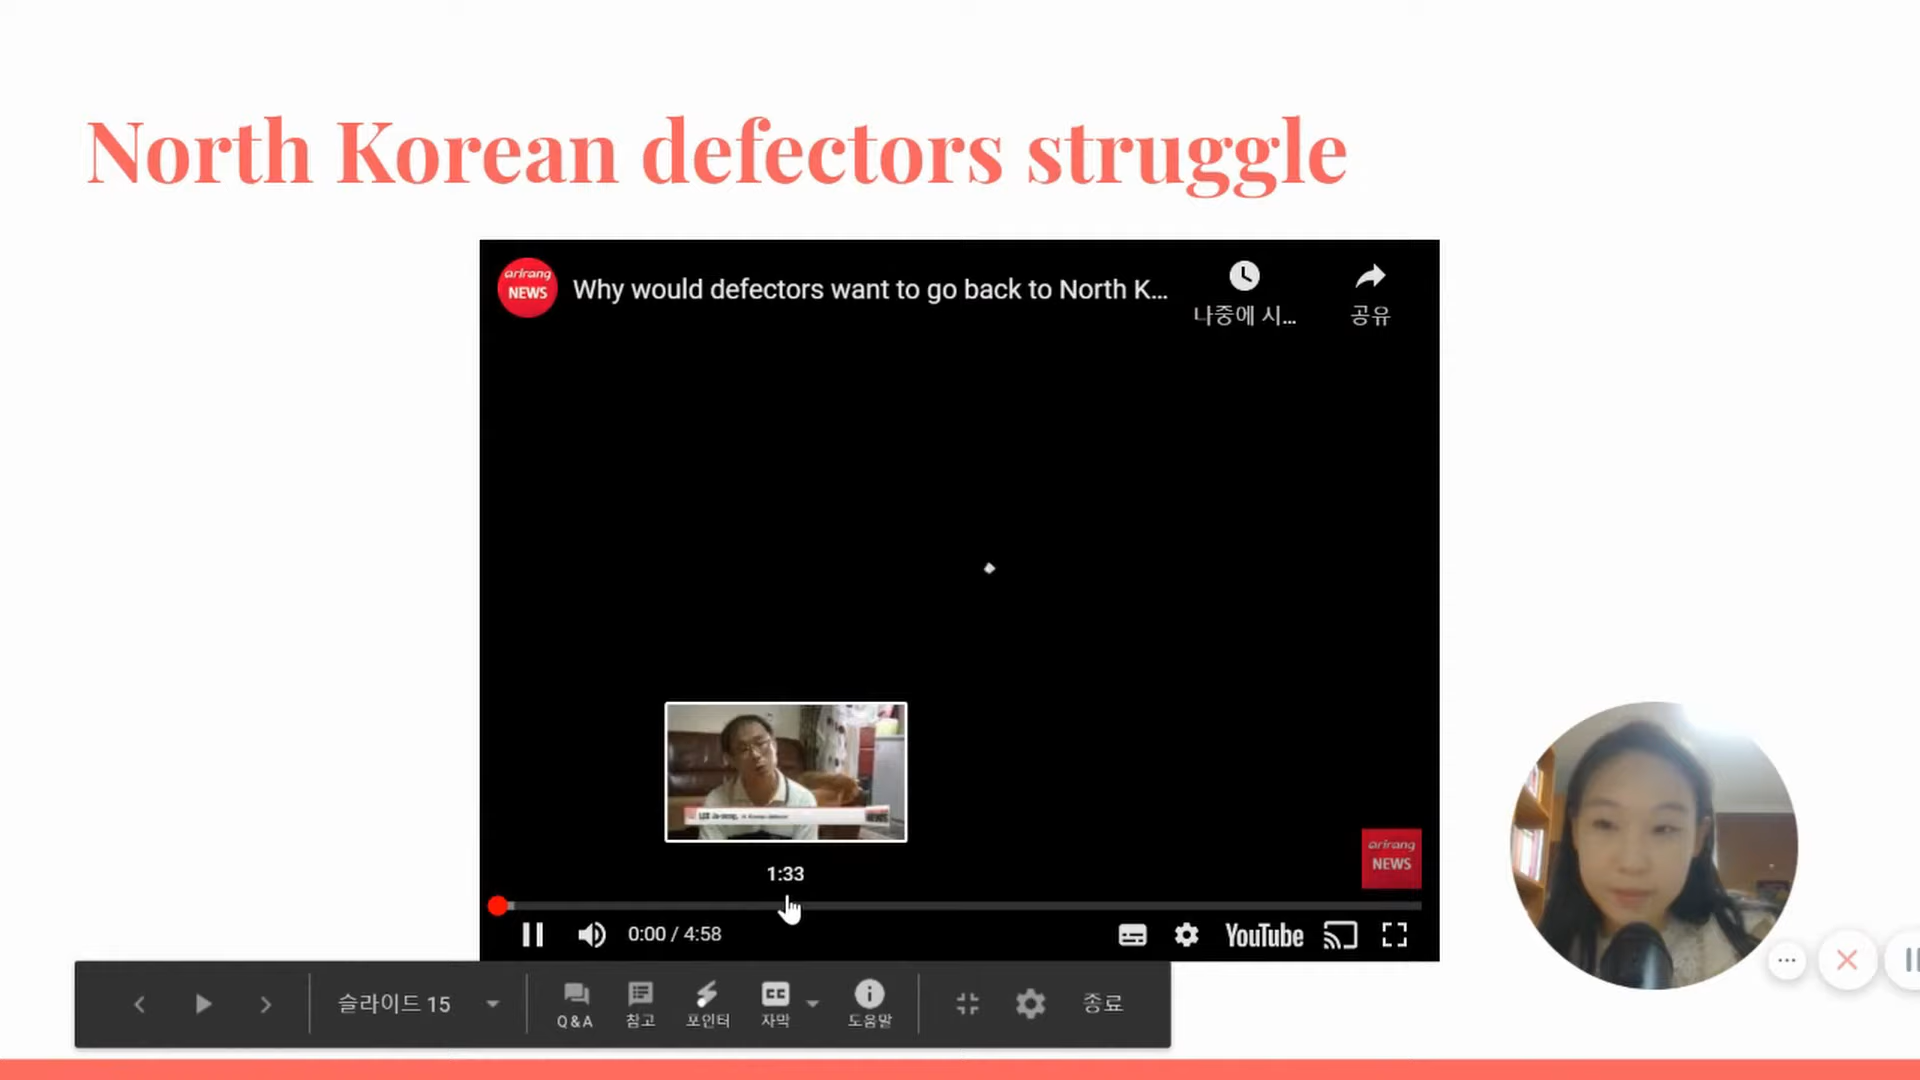 North Korean defectors struggle
arirang
NEWS
Why would defectors want to go back to North K...
나중에 시...
공유
NEWS
1:33
arirang
NEWS
0:00 / 4:58
YouTube
슬라이드 15
Q&A
참고
포인터
CC
자막
도움말
종료